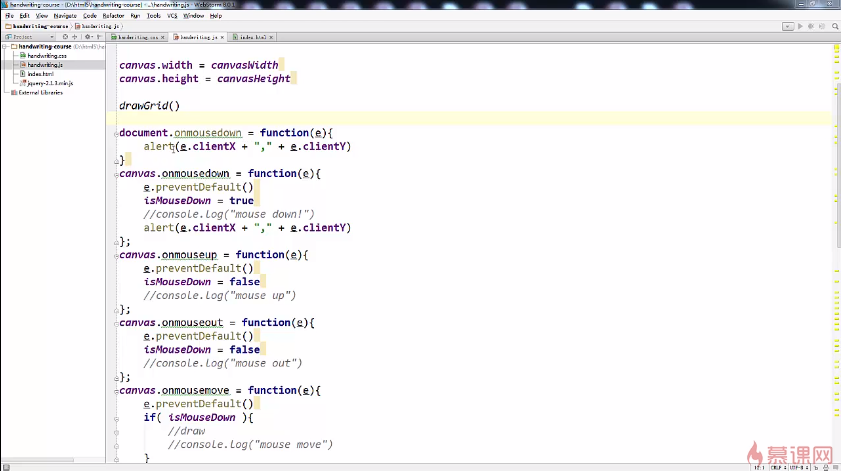 handwriting-course - [D:\html5\handwriting-course] - ...\handwriting.js - WebStorm 8.0.1
File Edit View Navigate Code Refactor Run Tools VCS Window Help
handwriting-course handwriting.js
Project handwriting.css handwriting.js index.html
handwriting-course (D:\html5\handwriting-c
handwriting.css
handwriting.js
index.html
jquery-2.1.3.min.js
External Libraries
canvas.width = canvasWidth
canvas.height = canvasHeight
drawGrid()
document.onmousedown = function(e){
alert(e.clientX + "," + e.clientY)
}
canvas.onmousedown = function(e){
e.preventDefault()
isMouseDown = true
//console.log("mouse down!")
alert(e.clientX + "," + e.clientY)
};
canvas.onmouseup = function(e){
e.preventDefault()
isMouseDown = false
//console.log("mouse up")
};
canvas.onmouseout = function(e){
e.preventDefault()
isMouseDown = false
//console.log("mouse out")
};
canvas.onmousemove = function(e){
e.preventDefault()
if( isMouseDown ){
//draw
//console.log("mouse move")
}
慕课网
CRLF UTF-8